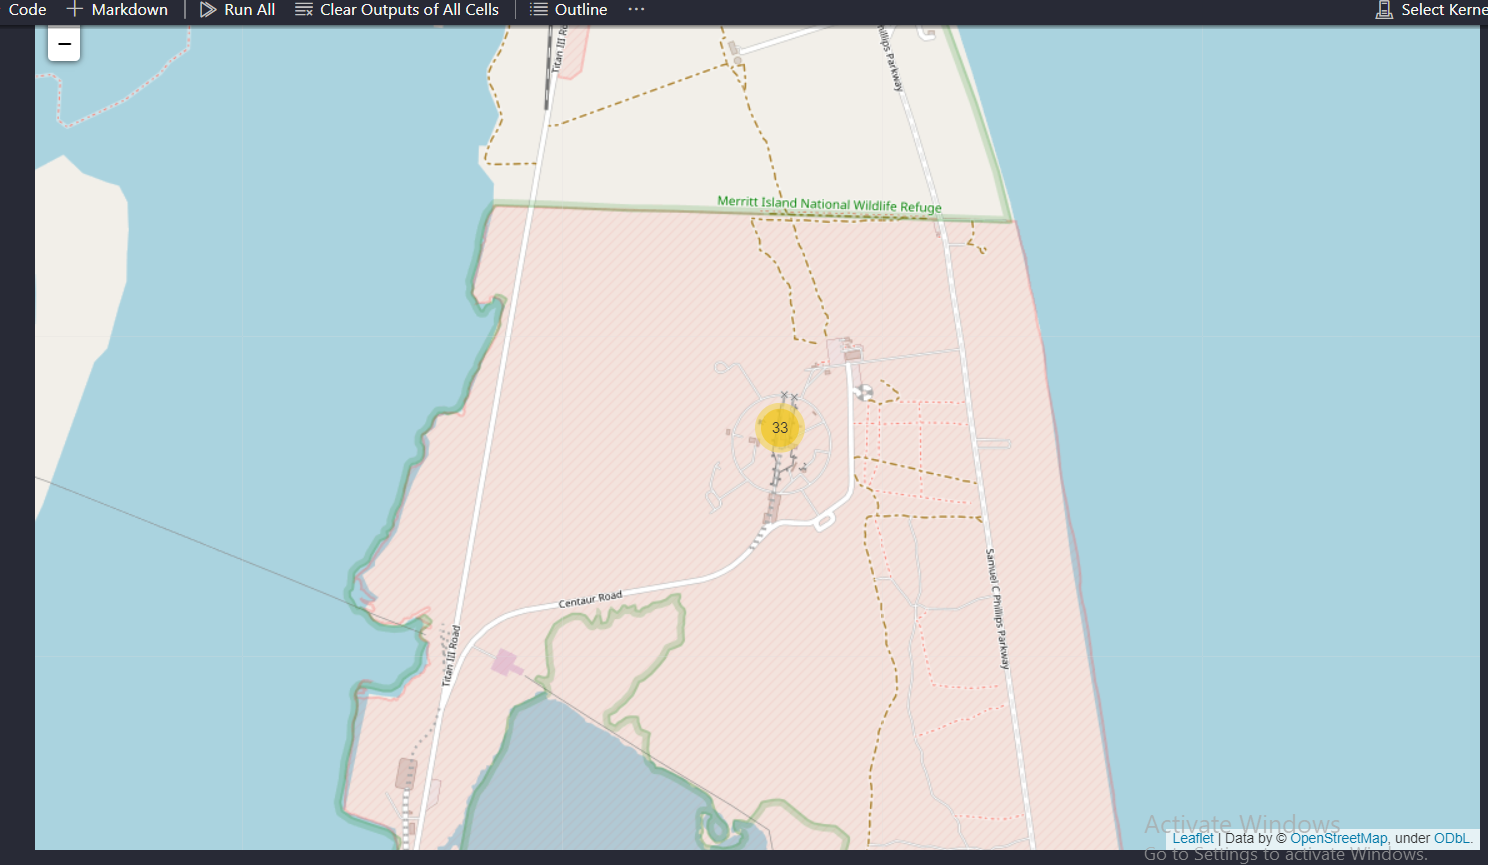 Code + Markdown | Run All Clear Outputs of All Cells | Outline ... Select Kerne
−
Titan III Ro
hillips Parkway
Merritt Island National Wildlife Refuge
33
Samuel C Phillips Parkway
Centaur Road
Titan III Road
Activate Windows
Leaflet | Data by © OpenStreetMap, under ODbL.
Go to Settings to activate Windows.